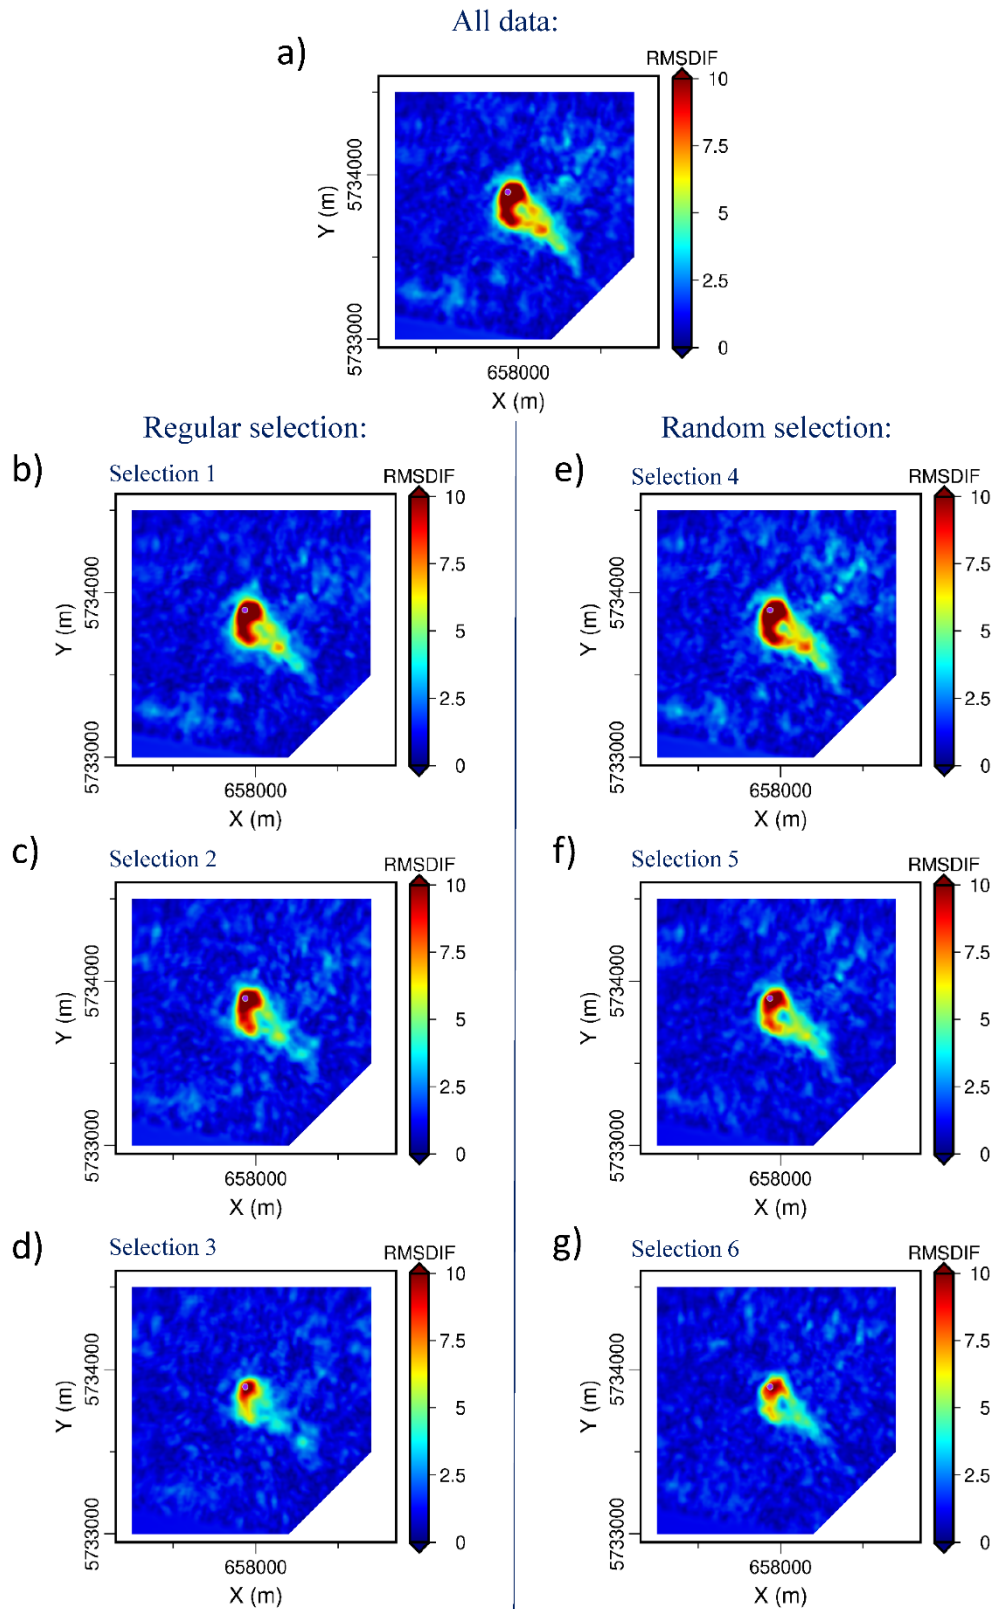 All data:
a)
RMSDIF
10
7.5
5
2.5
0
5734000
5733000
Y (m)
658000
X (m)
Regular selection:
Random selection:
b)
Selection 1
RMSDIF
10
7.5
5
2.5
0
5734000
5733000
Y (m)
658000
X (m)
e)
Selection 4
RMSDIF
10
7.5
5
2.5
0
5734000
5733000
Y (m)
658000
X (m)
c)
Selection 2
RMSDIF
10
7.5
5
2.5
0
5734000
5733000
Y (m)
658000
X (m)
f)
Selection 5
RMSDIF
10
7.5
5
2.5
0
5734000
5733000
Y (m)
658000
X (m)
d)
Selection 3
RMSDIF
10
7.5
5
2.5
0
5734000
5733000
Y (m)
658000
X (m)
g)
Selection 6
RMSDIF
10
7.5
5
2.5
0
5734000
5733000
Y (m)
658000
X (m)